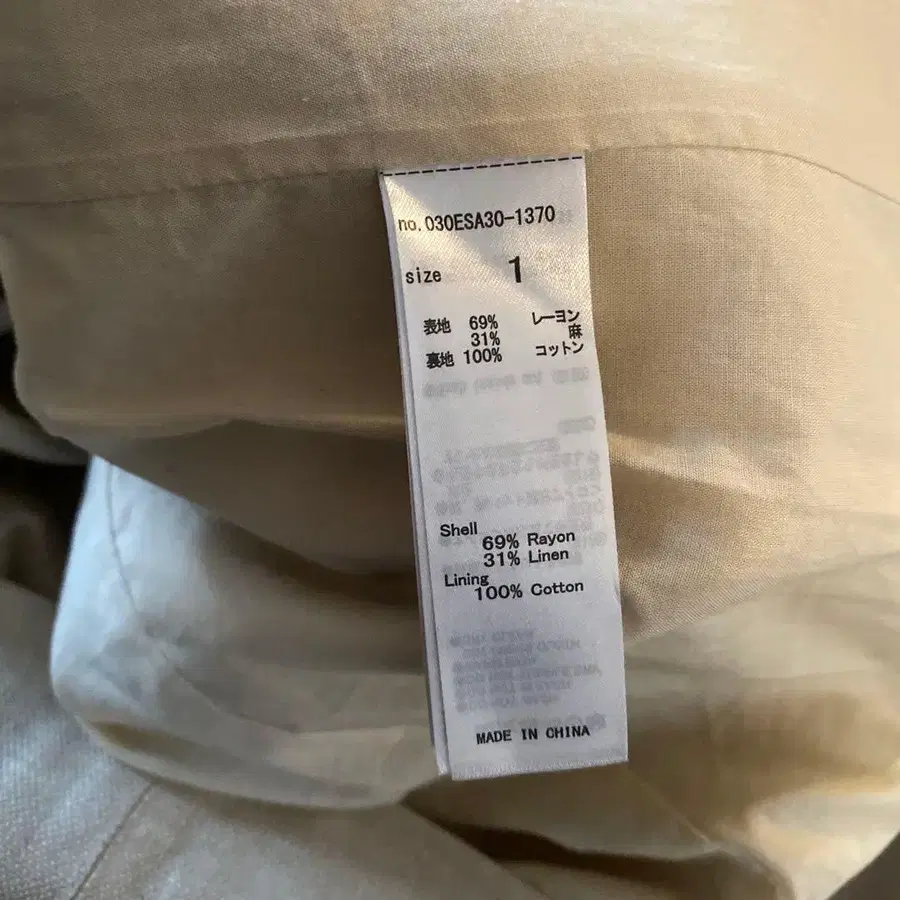 no. 030ESA30-1370
size 1
表地 69% レーヨン
31% 麻
裏地 100% コットン
Shell
69% Rayon
31% Linen
Lining
100% Cotton
MADE IN CHINA